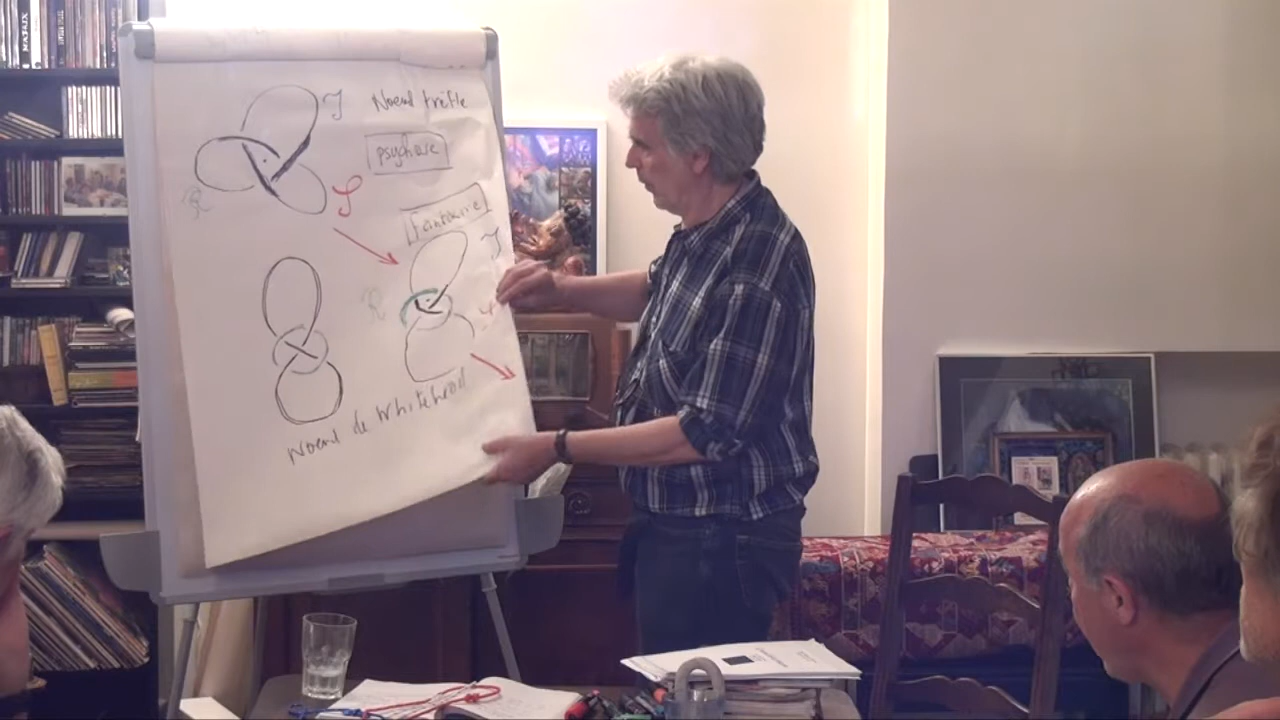 J Noeud trèfle
psychose
R
φ
fantasme
J
R
φ
Noeud de Whitehead